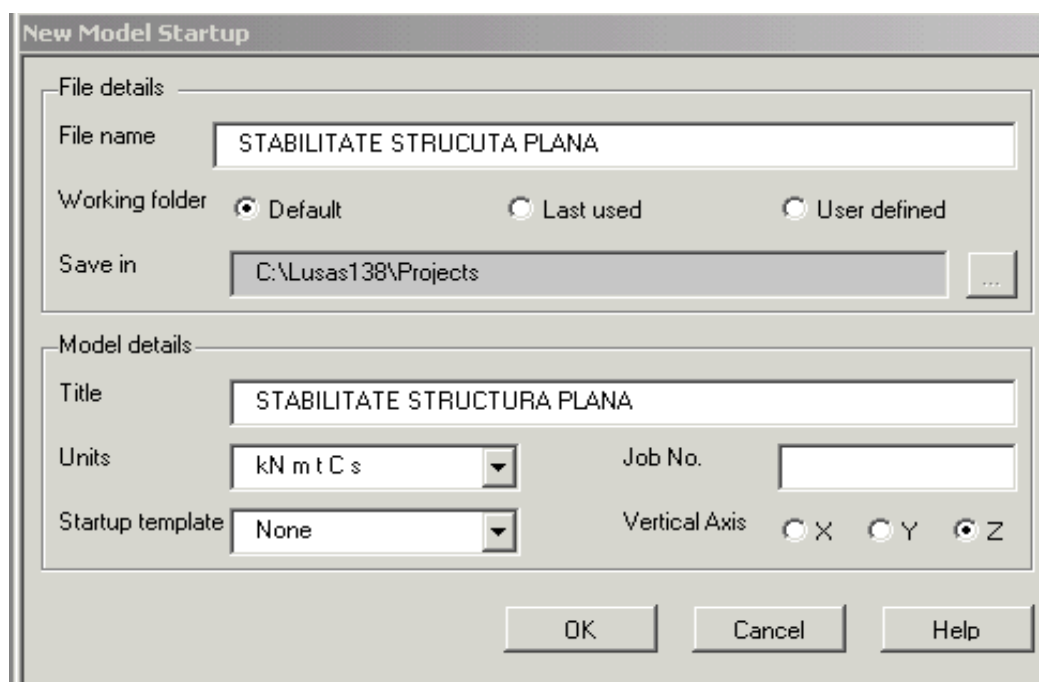 New Model Startup
File details
File name STABILITATE STRUCUTA PLANA
Working folder Default Last used User defined
Save in C:\Lusas138\Projects ...
Model details
Title STABILITATE STRUCTURA PLANA
Units kN m t C s Job No.
Startup template None Vertical Axis X Y Z
OK Cancel Help